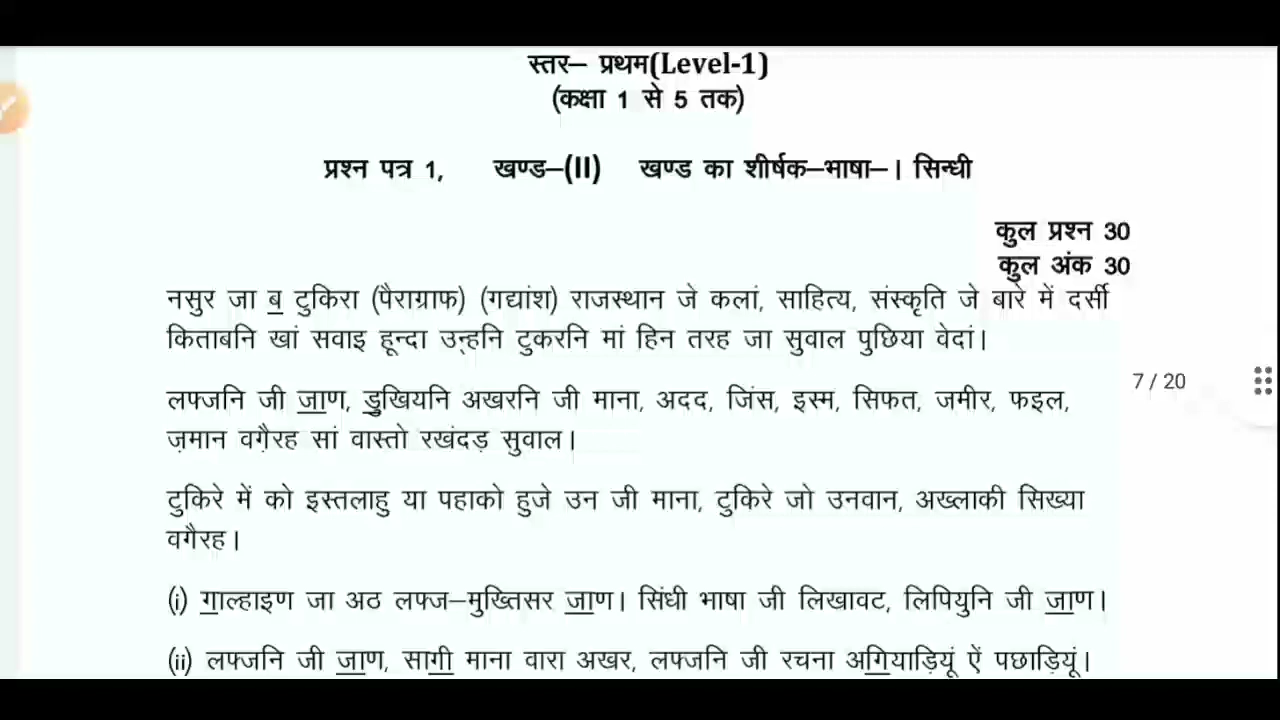 स्तर– प्रथम(Level-1)
(कक्षा 1 से 5 तक)
प्रश्न पत्र 1, खण्ड–(II) खण्ड का शीर्षक–भाषा–। सिन्धी
कुल प्रश्न 30
कुल अंक 30
नसुर जा ब॒ टुकिरा (पैराग्राफ) (गद्यांश) राजस्थान जे कलां, साहित्य, संस्कृति जे बारे में दर्सी
किताबनि खां सवाइ हून्दा उन्हनि टुकरनि मां हिन तरह जा सुवाल पुछिया वेदां।
7 / 20
लफ्जनि जी जा॒ण, डु॒खियनि अखरनि जी माना, अदद, जिंस, इस्म, सिफत, जमीर, फइल,
ज़मान वग़ैरह सां वास्तो रखंदड़ सुवाल।
टुकिरे में को इस्तलाहु या पहाको हुजे उन जी माना, टुकिरे जो उनवान, अख्लाकी सिख्या
वगैरह।
(i) गा॒ल्हाइण जा अठ लफ्ज–मुख्तिसर जा॒ण। सिंधी भाषा जी लिखावट, लिपियुनि जी जा॒ण।
(ii) लफ्जनि जी जा॒ण, सागी॒ माना वारा अखर, लफ्जनि जी रचना अगि॒याड़ियूं ऐं पछाड़ियूं।